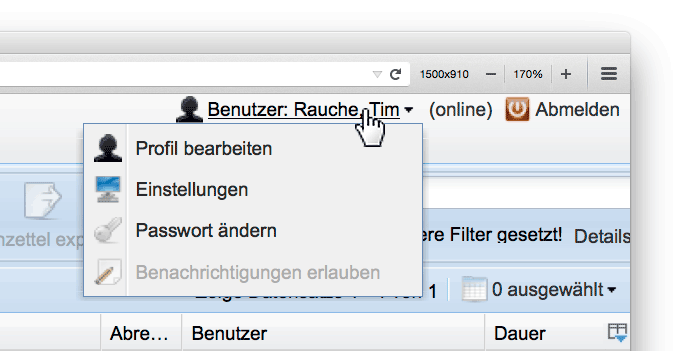 1500x910 – 170% +
Benutzer: Rauche, Tim (online) Abmelden
Profil bearbeiten
Einstellungen
Passwort ändern
Benachrichtigungen erlauben
nzettel exp
ere Filter gesetzt! Details
1
0 ausgewählt
Abre... Benutzer Dauer